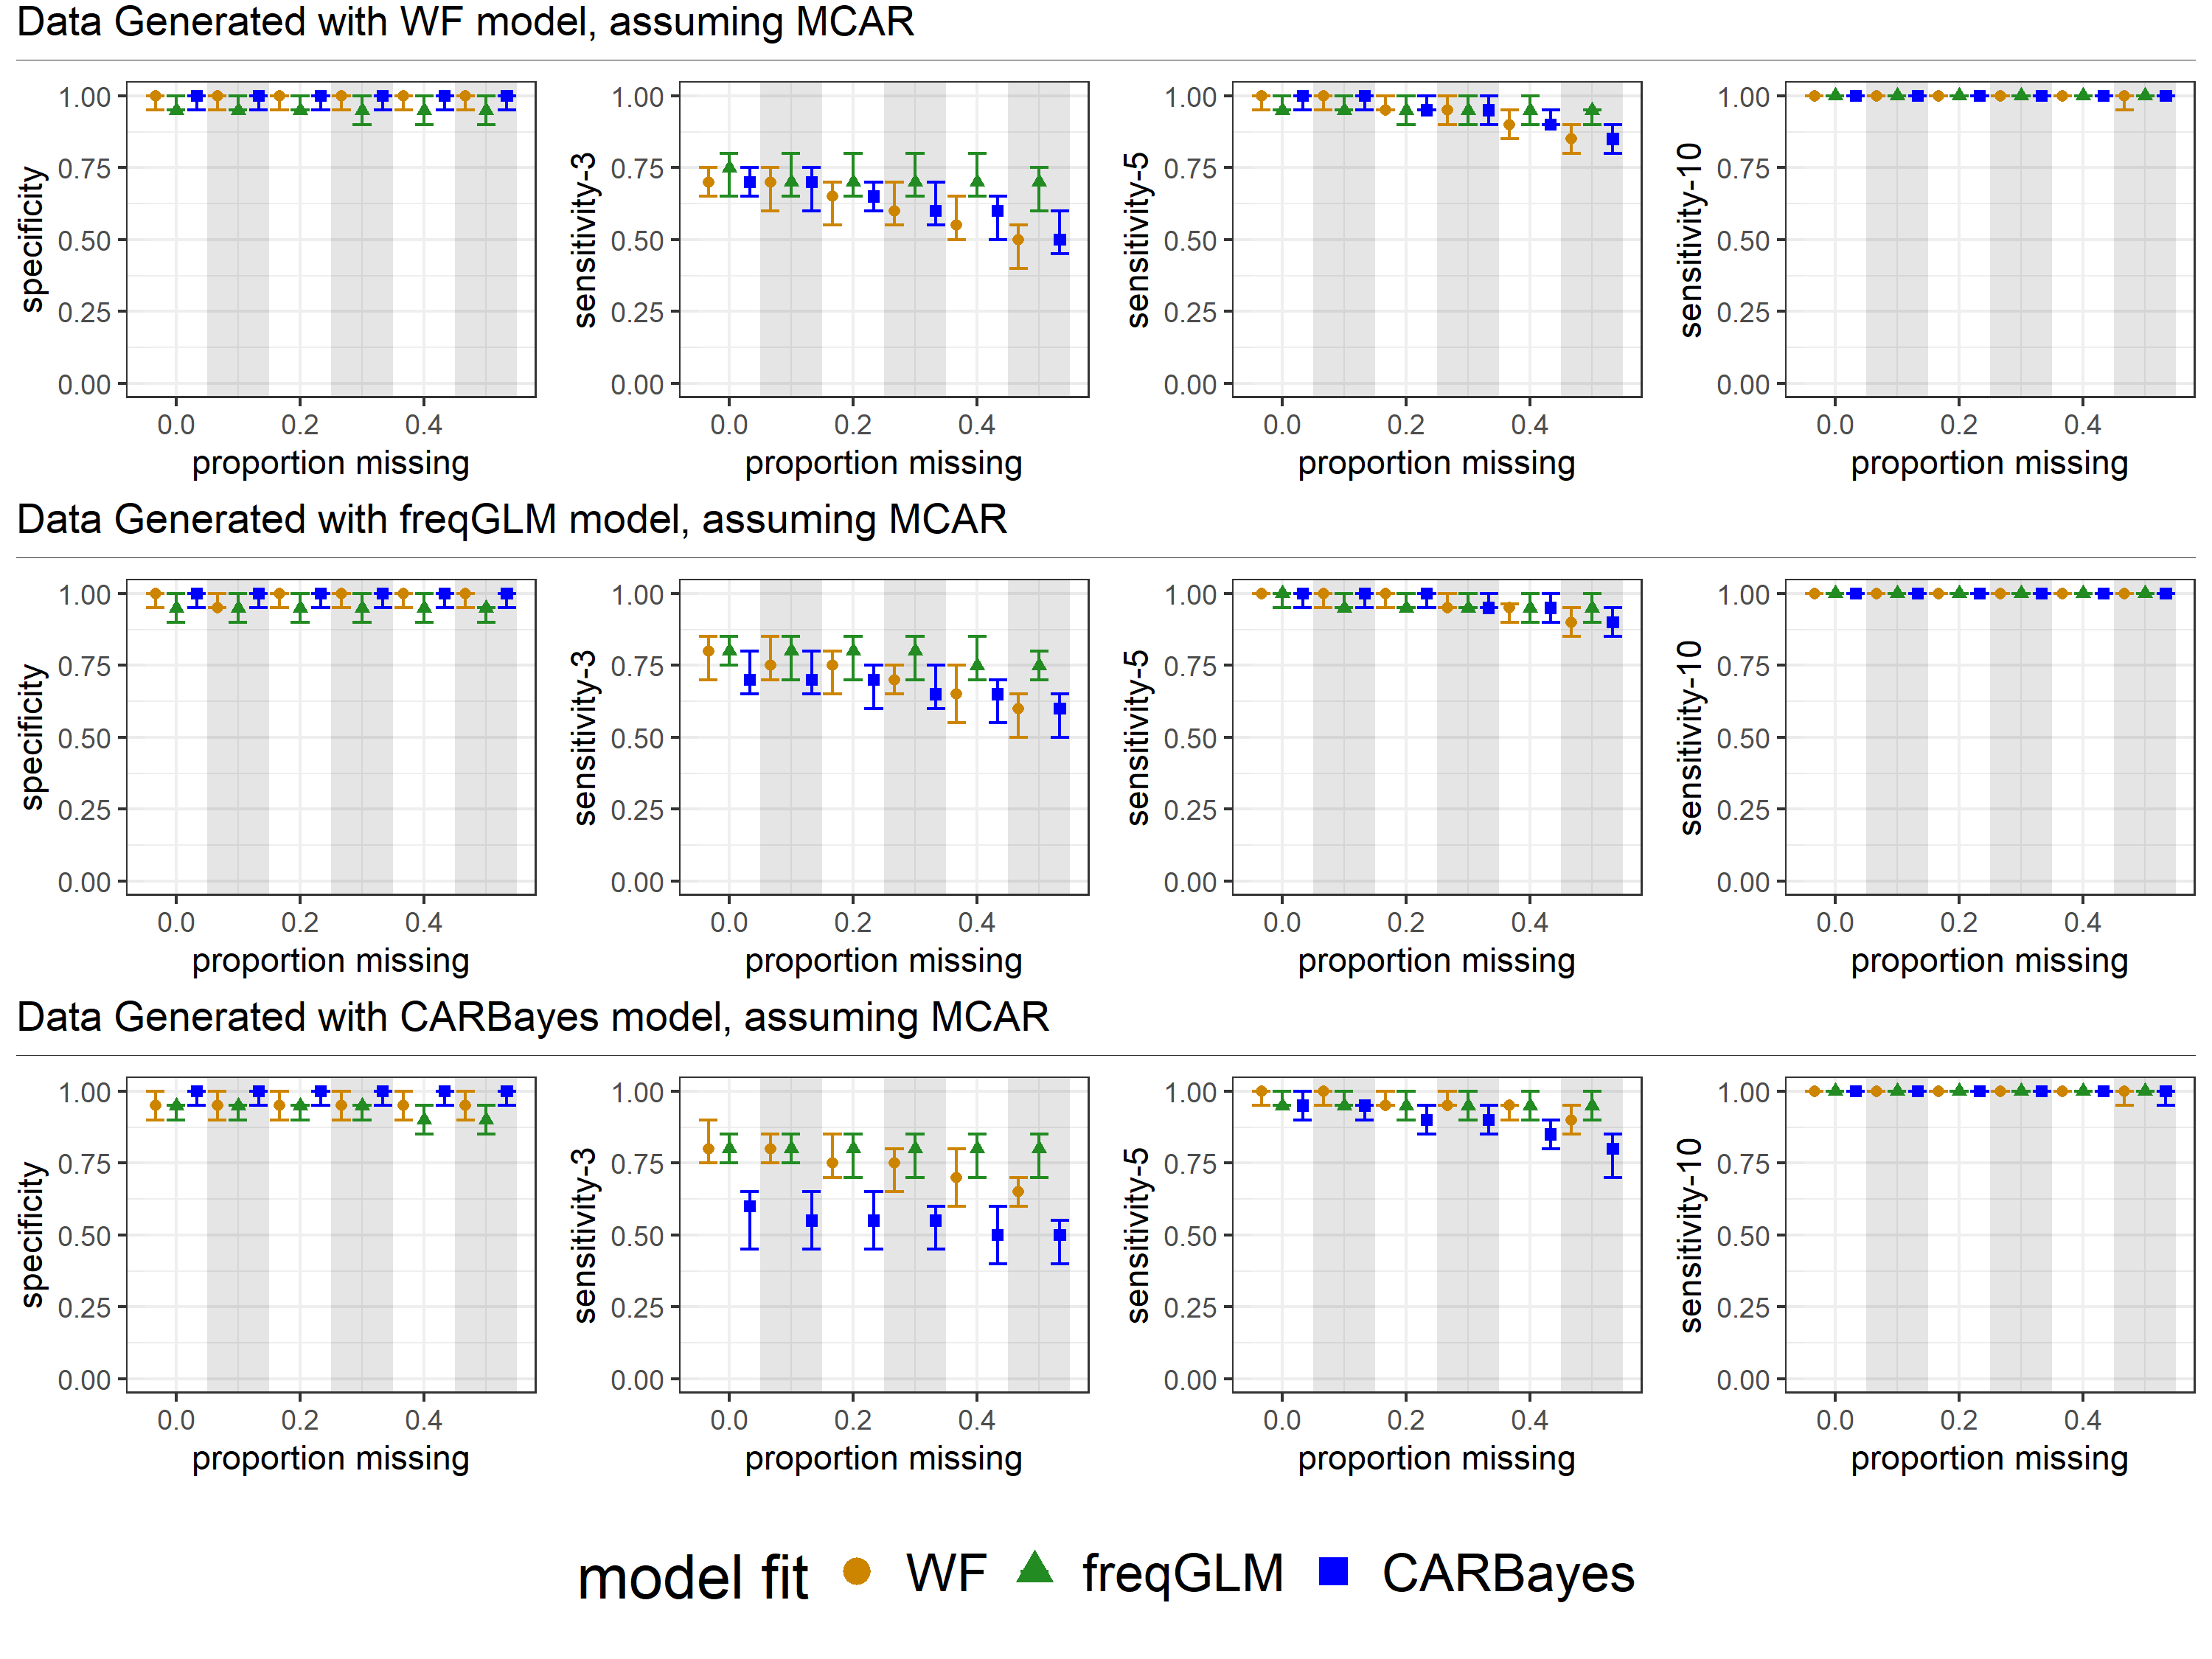 Data Generated with WF model, assuming MCAR
specificity
1.00
0.75
0.50
0.25
0.00
0.0 0.2 0.4
proportion missing
sensitivity-3
1.00
0.75
0.50
0.25
0.00
0.0 0.2 0.4
proportion missing
sensitivity-5
1.00
0.75
0.50
0.25
0.00
0.0 0.2 0.4
proportion missing
sensitivity-10
1.00
0.75
0.50
0.25
0.00
0.0 0.2 0.4
proportion missing
Data Generated with freqGLM model, assuming MCAR
specificity
1.00
0.75
0.50
0.25
0.00
0.0 0.2 0.4
proportion missing
sensitivity-3
1.00
0.75
0.50
0.25
0.00
0.0 0.2 0.4
proportion missing
sensitivity-5
1.00
0.75
0.50
0.25
0.00
0.0 0.2 0.4
proportion missing
sensitivity-10
1.00
0.75
0.50
0.25
0.00
0.0 0.2 0.4
proportion missing
Data Generated with CARBayes model, assuming MCAR
specificity
1.00
0.75
0.50
0.25
0.00
0.0 0.2 0.4
proportion missing
sensitivity-3
1.00
0.75
0.50
0.25
0.00
0.0 0.2 0.4
proportion missing
sensitivity-5
1.00
0.75
0.50
0.25
0.00
0.0 0.2 0.4
proportion missing
sensitivity-10
1.00
0.75
0.50
0.25
0.00
0.0 0.2 0.4
proportion missing
model fit WF freqGLM CARBayes